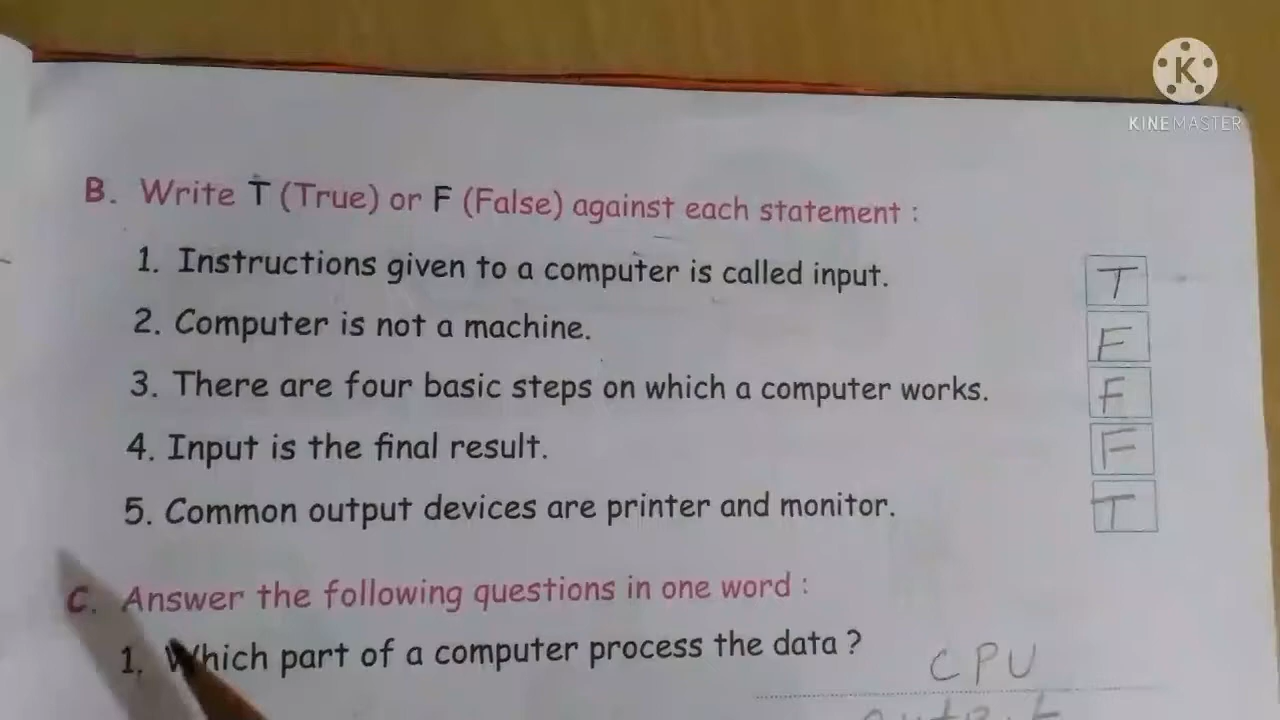 KINEMASTER
B. Write T (True) or F (False) against each statement :
1. Instructions given to a computer is called input. T
2. Computer is not a machine. F
3. There are four basic steps on which a computer works. F
4. Input is the final result. F
5. Common output devices are printer and monitor. T
C. Answer the following questions in one word :
1. Which part of a computer process the data ? CPU